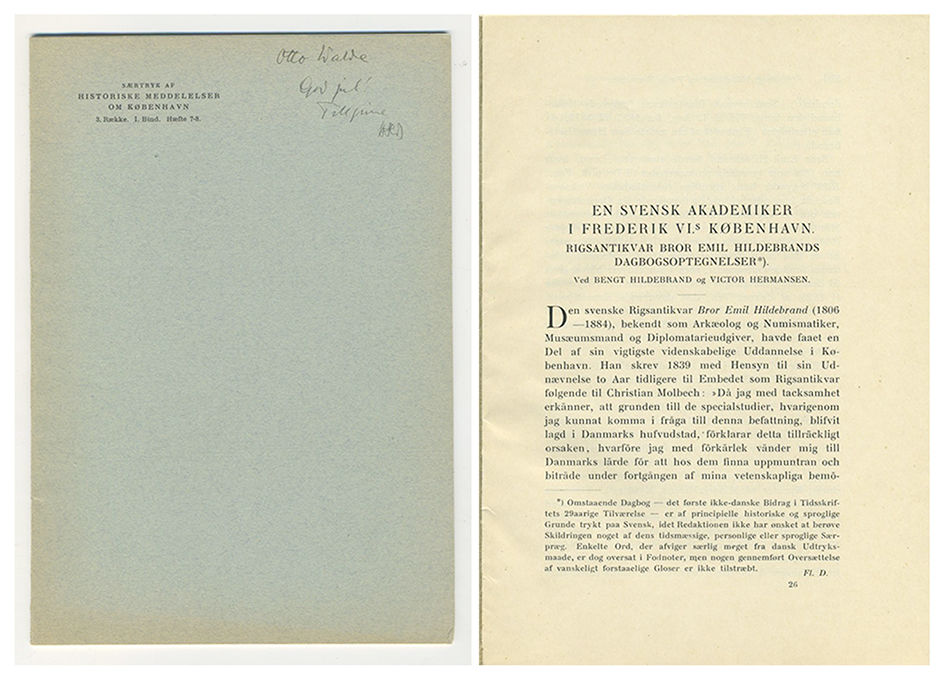 Otto Walde
God jul!
Tillgivne
SÆRTRYK AF
HISTORISKE MEDDELELSER
OM KØBENHAVN
3. Række. I. Bind. Hæfte 7-8.
EN SVENSK AKADEMIKER
I FREDERIK VI.s KØBENHAVN.
RIGSANTIKVAR BROR EMIL HILDEBRANDS
DAGBOGSOPTEGNELSER*).
Ved BENGT HILDEBRAND og VICTOR HERMANSEN.
Den svenske Rigsantikvar Bror Emil Hildebrand (1806
—1884), bekendt som Arkæolog og Numismatiker,
Musæumsmand og Diplomatarieudgiver, havde faaet en
Del af sin vigtigste videnskabelige Uddannelse i Kø-
benhavn. Han skrev 1839 med Hensyn til sin Ud-
nævnelse to Aar tidligere til Embedet som Rigsantikvar
følgende til Christian Molbech: »Då jag med tacksamhet
erkänner, att grunden till de specialstudier, hvarigenom
jag kunnat komma i fråga till denna befattning, blifvit
lagd i Danmarks hufvudstad, förklarar detta tillräckligt
orsaken, hvarföre jag med förkärlek vänder mig till
Danmarks lärde för att hos dem finna uppmuntran och
biträde under fortgången af mina vetenskapliga bemö-
*) Omstaaende Dagbog — det første ikke-danske Bidrag i Tidsskrif-
tets 29aarige Tilværelse — er af principielle historiske og sproglige
Grunde trykt paa Svensk, idet Redaktionen ikke har ønsket at berøve
Skildringen noget af dens tidsmæssige, personlige eller sproglige Sær-
præg. Enkelte Ord, der afviger særlig meget fra dansk Udtryks-
maade, er dog oversat i Fodnoter, men nogen gennemført Oversættelse
af vanskeligt forstaaelige Gloser er ikke tilstræbt.
Fl. D.
26